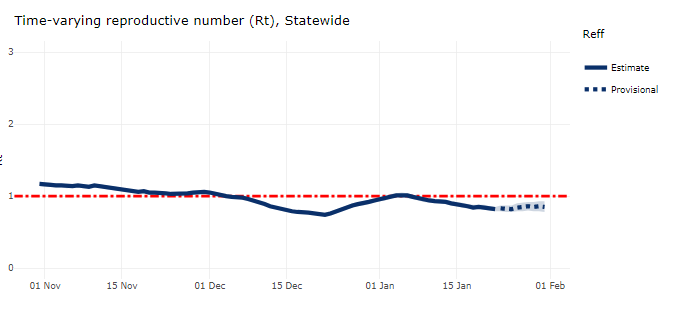 Time-varying reproductive number (Rt), Statewide
Reff
Estimate
Provisional
3
2
1
0
01 Nov
15 Nov
01 Dec
15 Dec
01 Jan
15 Jan
01 Feb